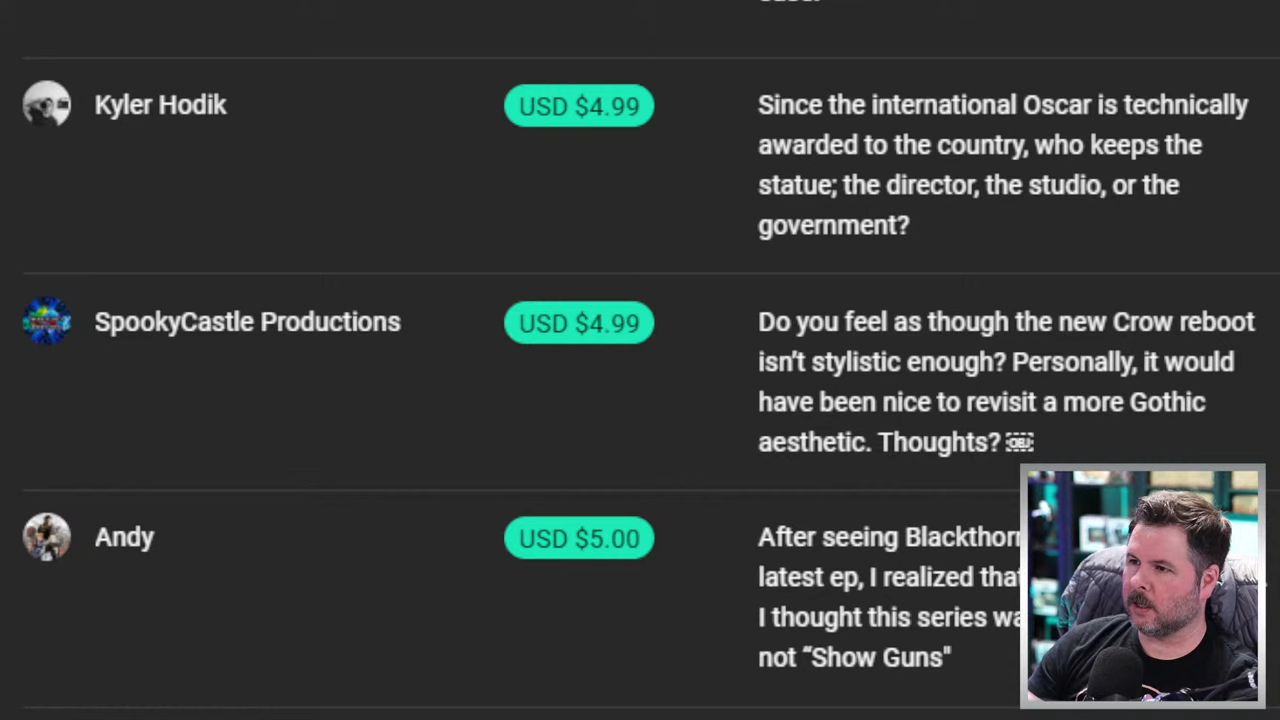 Kyler Hodik
USD $4.99
Since the international Oscar is technically
awarded to the country, who keeps the
statue; the director, the studio, or the
government?
SpookyCastle Productions
USD $4.99
Do you feel as though the new Crow reboot
isn't stylistic enough? Personally, it would
have been nice to revisit a more Gothic
aesthetic. Thoughts? OBJ
Andy
USD $5.00
After seeing
latest ep, I realized
I thought this series
not “Show Guns"